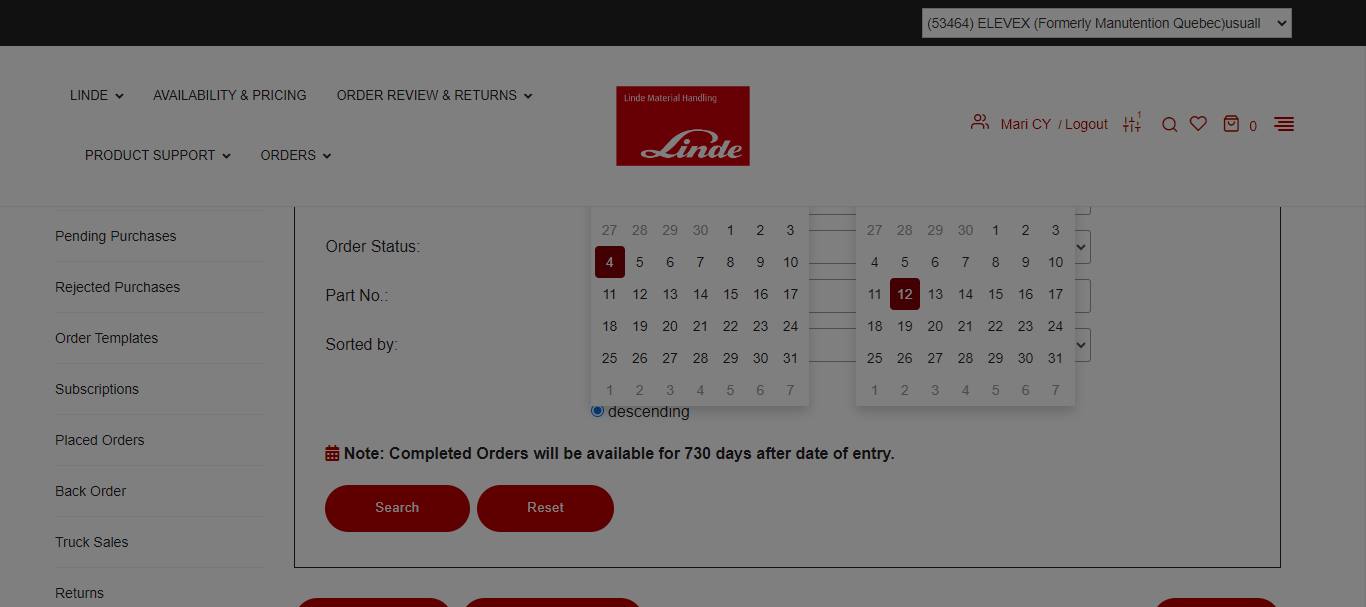 (53464) ELEVEX (Formerly Manutention Quebec)usuall
LINDE AVAILABILITY & PRICING ORDER REVIEW & RETURNS
PRODUCT SUPPORT ORDERS
Linde Material Handling
Linde
Mari CY / Logout 1 0
Pending Purchases
Rejected Purchases
Order Templates
Subscriptions
Placed Orders
Back Order
Truck Sales
Returns
Order Status:
Part No.:
Sorted by:
27 28 29 30 1 2 3
4 5 6 7 8 9 10
11 12 13 14 15 16 17
18 19 20 21 22 23 24
25 26 27 28 29 30 31
1 2 3 4 5 6 7
27 28 29 30 1 2 3
4 5 6 7 8 9 10
11 12 13 14 15 16 17
18 19 20 21 22 23 24
25 26 27 28 29 30 31
1 2 3 4 5 6 7
descending
Note: Completed Orders will be available for 730 days after date of entry.
Search Reset